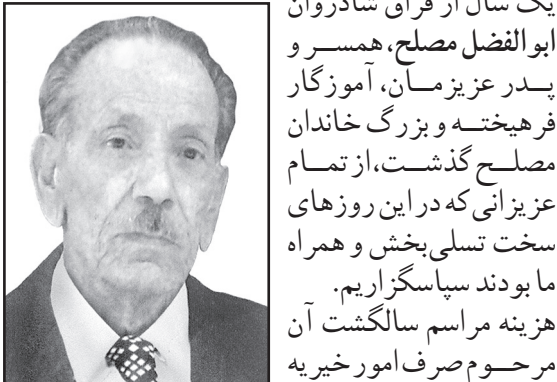 یک سال از فراق شادروان
ابوالفضل مصلح، همسر و
پدر عزیزمان، آموزگار
فرهیخته و بزرگ خاندان
مصلح گذشت، از تمام
عزیزانی که در این روزهای
سخت تسلی‌بخش و همراه
ما بودند سپاسگزاریم.
هزینه مراسم سالگشت آن
مرحوم صرف امور خیریه